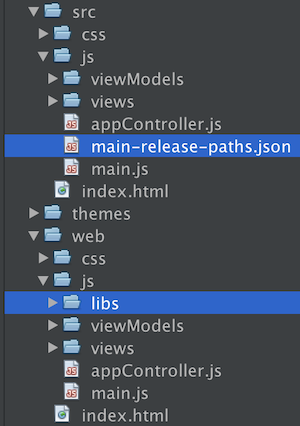 src
css
js
viewModels
views
appController.js
main-release-paths.json
main.js
index.html
themes
web
css
js
libs
viewModels
views
appController.js
main.js
index.html